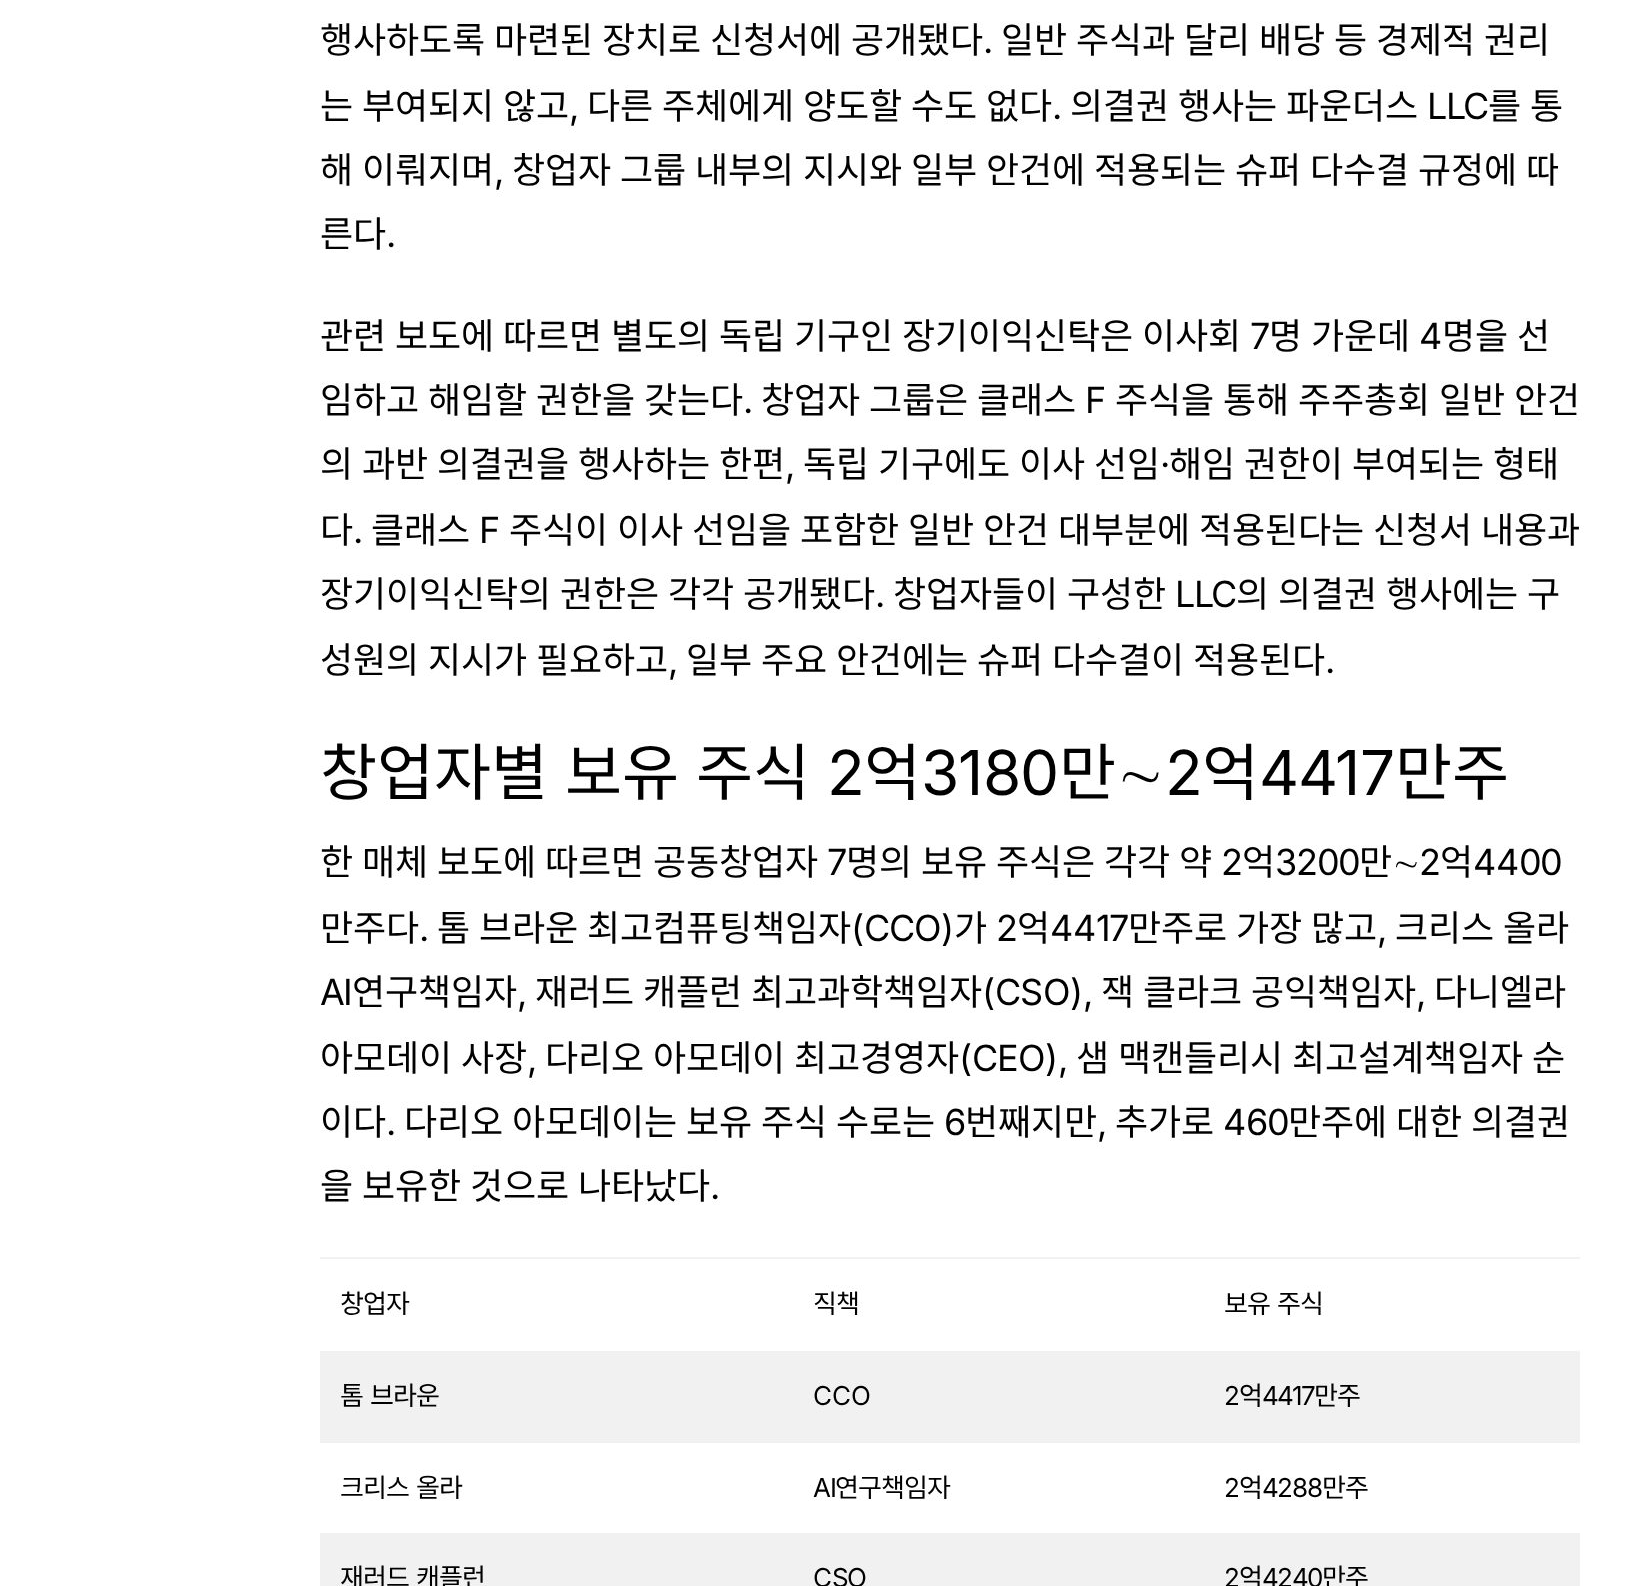 행사하도록 마련된 장치로 신청서에 공개됐다. 일반 주식과 달리 배당 등 경제적 권리
는 부여되지 않고, 다른 주체에게 양도할 수도 없다. 의결권 행사는 파운더스 LLC를 통
해 이뤄지며, 창업자 그룹 내부의 지시와 일부 안건에 적용되는 슈퍼 다수결 규정에 따
른다.
관련 보도에 따르면 별도의 독립 기구인 장기이익신탁은 이사회 7명 가운데 4명을 선
임하고 해임할 권한을 갖는다. 창업자 그룹은 클래스 F 주식을 통해 주주총회 일반 안건
의 과반 의결권을 행사하는 한편, 독립 기구에도 이사 선임·해임 권한이 부여되는 형태
다. 클래스 F 주식이 이사 선임을 포함한 일반 안건 대부분에 적용된다는 신청서 내용과
장기이익신탁의 권한은 각각 공개됐다. 창업자들이 구성한 LLC의 의결권 행사에는 구
성원의 지시가 필요하고, 일부 주요 안건에는 슈퍼 다수결이 적용된다.
창업자별 보유 주식 2억3180만~2억4417만주
한 매체 보도에 따르면 공동창업자 7명의 보유 주식은 각각 약 2억3200만~2억4400
만주다. 톰 브라운 최고컴퓨팅책임자(CCO)가 2억4417만주로 가장 많고, 크리스 올라
AI연구책임자, 재러드 캐플런 최고과학책임자(CSO), 잭 클라크 공익책임자, 다니엘라
아모데이 사장, 다리오 아모데이 최고경영자(CEO), 샘 맥캔들리시 최고설계책임자 순
이다. 다리오 아모데이는 보유 주식 수로는 6번째지만, 추가로 460만주에 대한 의결권
을 보유한 것으로 나타났다.
창업자 직책 보유 주식
톰 브라운 CCO 2억4417만주
크리스 올라 AI연구책임자 2억4288만주
재러드 캐플런 CSO 2억4240만주